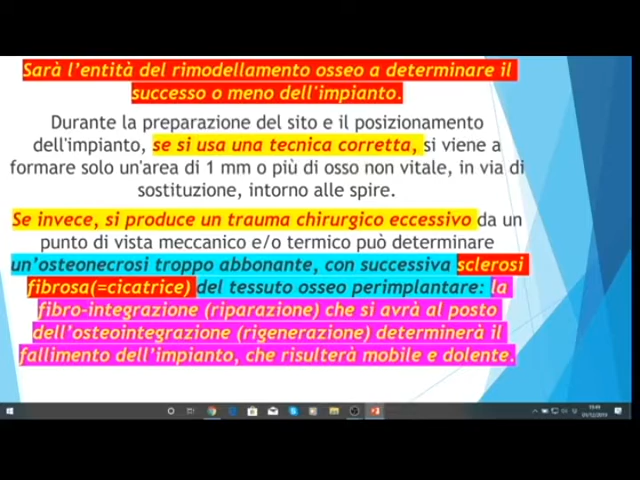 Sarà l’entità del rimodellamento osseo a determinare il
successo o meno dell'impianto.
Durante la preparazione del sito e il posizionamento
dell'impianto, se si usa una tecnica corretta, si viene a
formare solo un'area di 1 mm o più di osso non vitale, in via di
sostituzione, intorno alle spire.
Se invece, si produce un trauma chirurgico eccessivo da un
punto di vista meccanico e/o termico può determinare
un’osteonecrosi troppo abbonante, con successiva sclerosi
fibrosa(=cicatrice) del tessuto osseo perimplantare: la
fibro-integrazione (riparazione) che si avrà al posto
dell’osteointegrazione (rigenerazione) determinerà il
fallimento dell’impianto, che risulterà mobile e dolente.